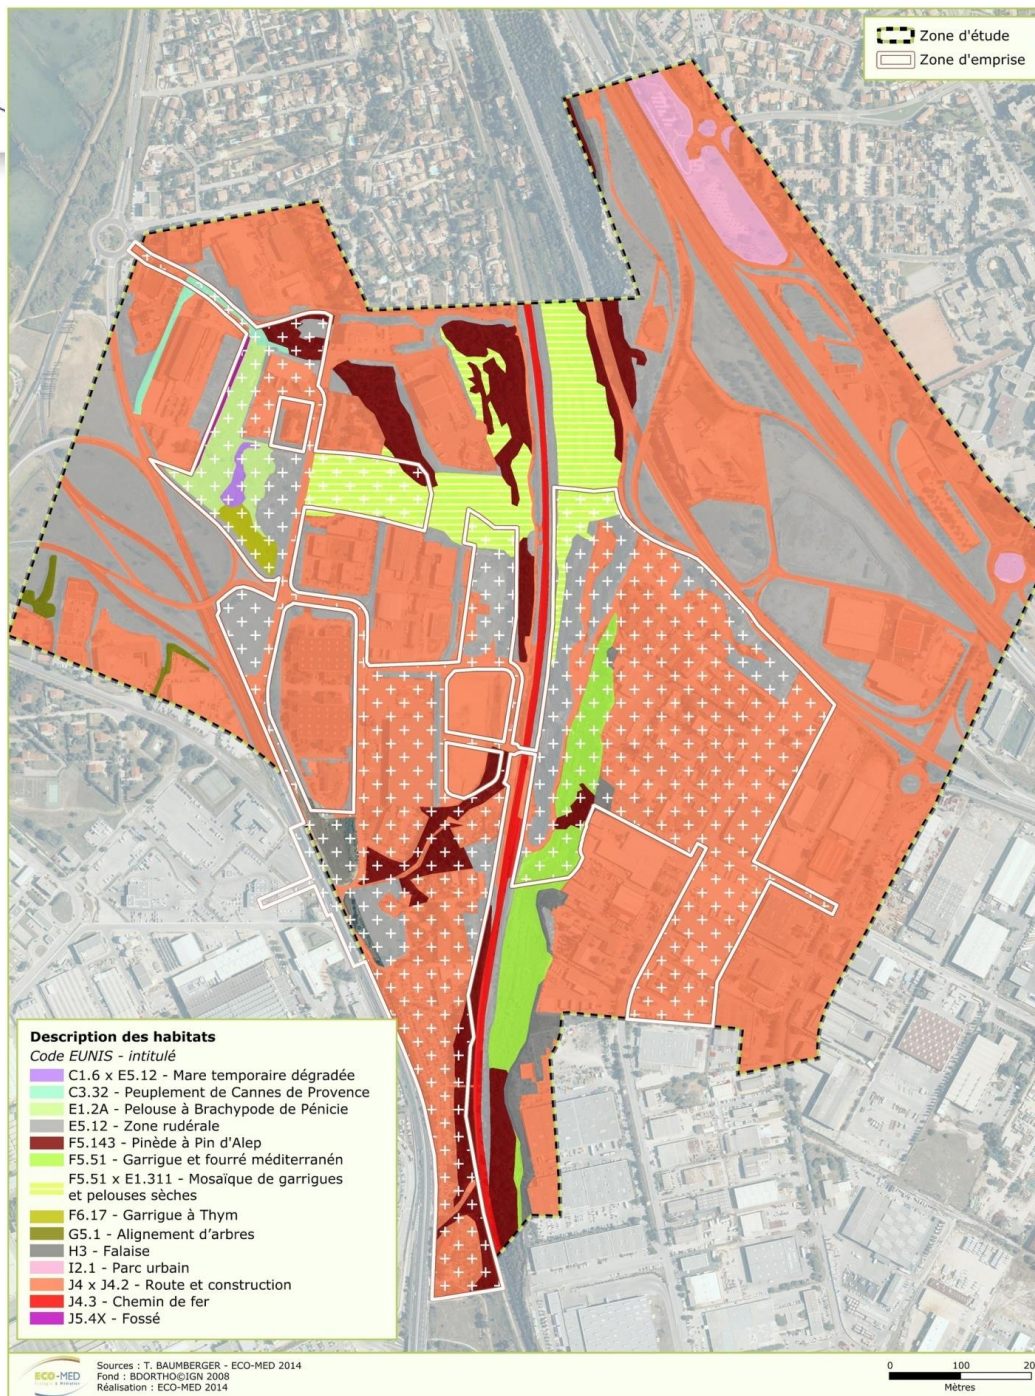 Zone d'étude
Zone d'emprise
Description des habitats
Code EUNIS - intitulé
C1.6 x E5.12 - Mare temporaire dégradée
C3.32 - Peuplement de Cannes de Provence
E1.2A - Pelouse à Brachypode de Pénicie
E5.12 - Zone rudérale
F5.143 - Pinède à Pin d'Alep
F5.51 - Garrigue et fourré méditerranén
F5.51 x E1.311 - Mosaïque de garrigues
et pelouses sèches
F6.17 - Garrigue à Thym
G5.1 - Alignement d'arbres
H3 - Falaise
I2.1 - Parc urbain
J4 x J4.2 - Route et construction
J4.3 - Chemin de fer
J5.4X - Fossé
ECO-MED
Sources : T. BAUMBERGER - ECO-MED 2014
Fond : BDORTHO©IGN 2008
Réalisation : ECO-MED 2014
0 100 20
Mètres